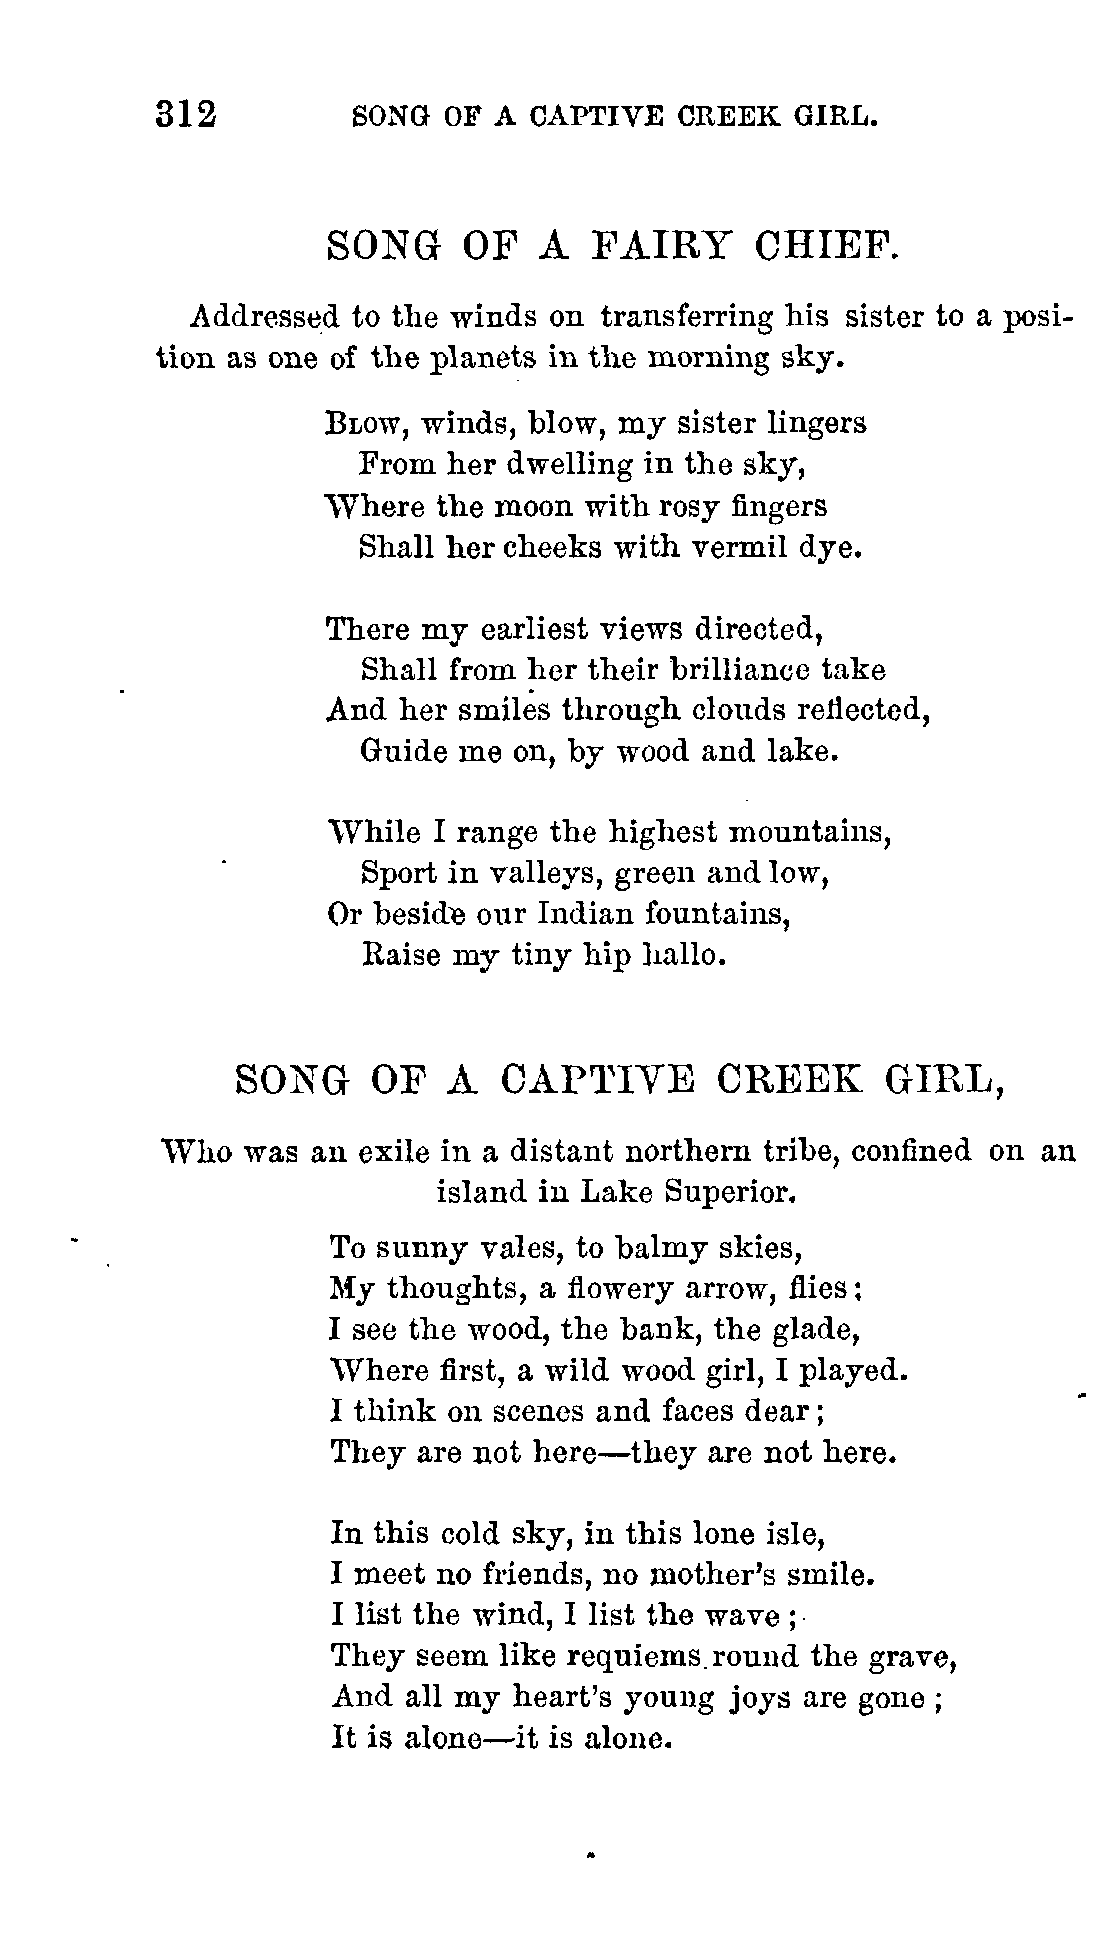 312 SONG OF A CAPTIVE CREEK GIRL.
SONG OF A FAIRY CHIEF.
Addressed to the winds on transferring his sister to a posi-
tion as one of the planets in the morning sky.
BLOW, winds, blow, my sister lingers
From her dwelling in the sky,
Where the moon with rosy fingers
Shall her cheeks with vermil dye.
There my earliest views directed,
Shall from her their brilliance take
And her smiles through clouds reflected,
Guide me on, by wood and lake.
While I range the highest mountains,
Sport in valleys, green and low,
Or beside our Indian fountains,
Raise my tiny hip hallo.
SONG OF A CAPTIVE CREEK GIRL,
Who was an exile in a distant northern tribe, confined on an
island in Lake Superior.
To sunny vales, to balmy skies,
My thoughts, a flowery arrow, flies;
I see the wood, the bank, the glade,
Where first, a wild wood girl, I played.
I think on scenes and faces dear;
They are not here—they are not here.
In this cold sky, in this lone isle,
I meet no friends, no mother's smile.
I list the wind, I list the wave;
They seem like requiems round the grave,
And all my heart's young joys are gone;
It is alone—it is alone.